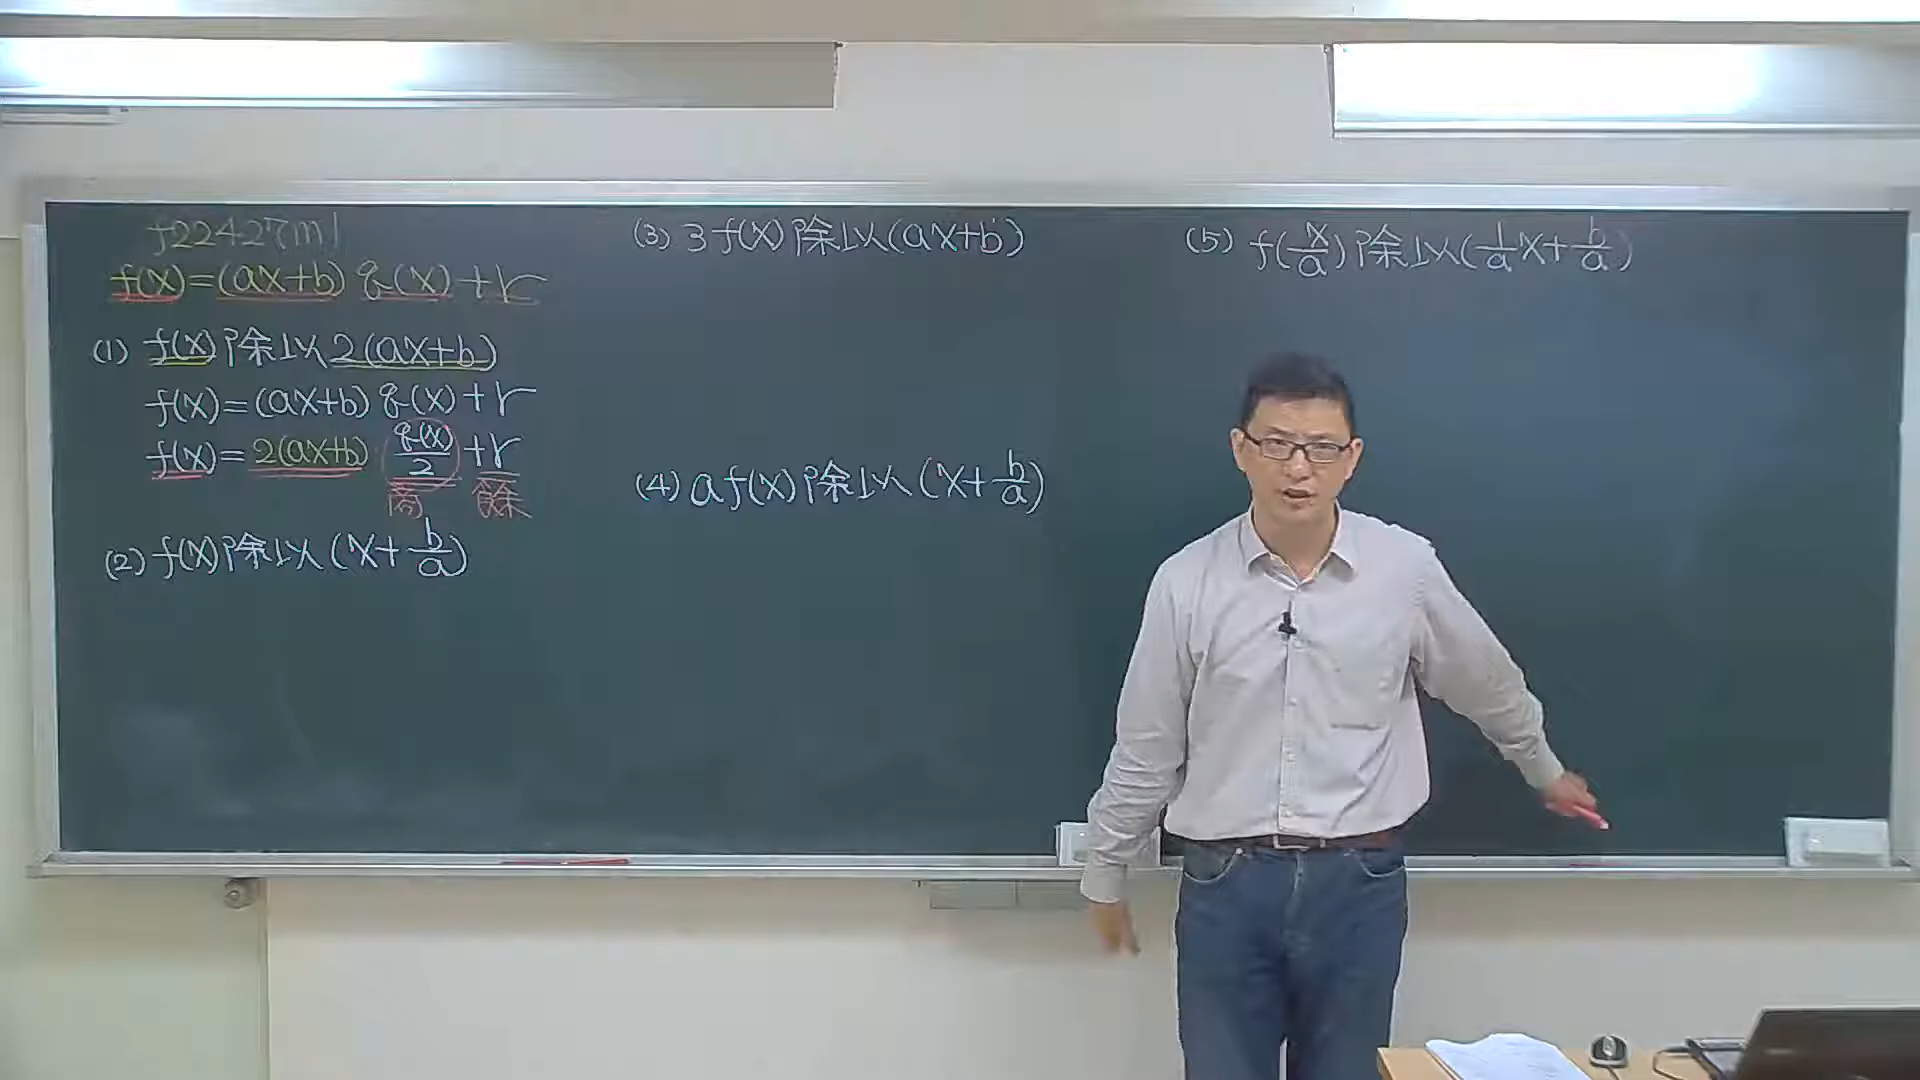 f22427m1
f(x)=(ax+b) q(x)+r
(1) f(x)除以2(ax+b)
f(x)=(ax+b) q(x)+r
f(x)=2(ax+b)·q(x)/2+r
商 餘
(2) f(x)除以(x+b/a)
(3) 3f(x)除以(ax+b)
(4) af(x)除以(x+b/a)
(5) f(x/a)除以(1/a x+b/a)